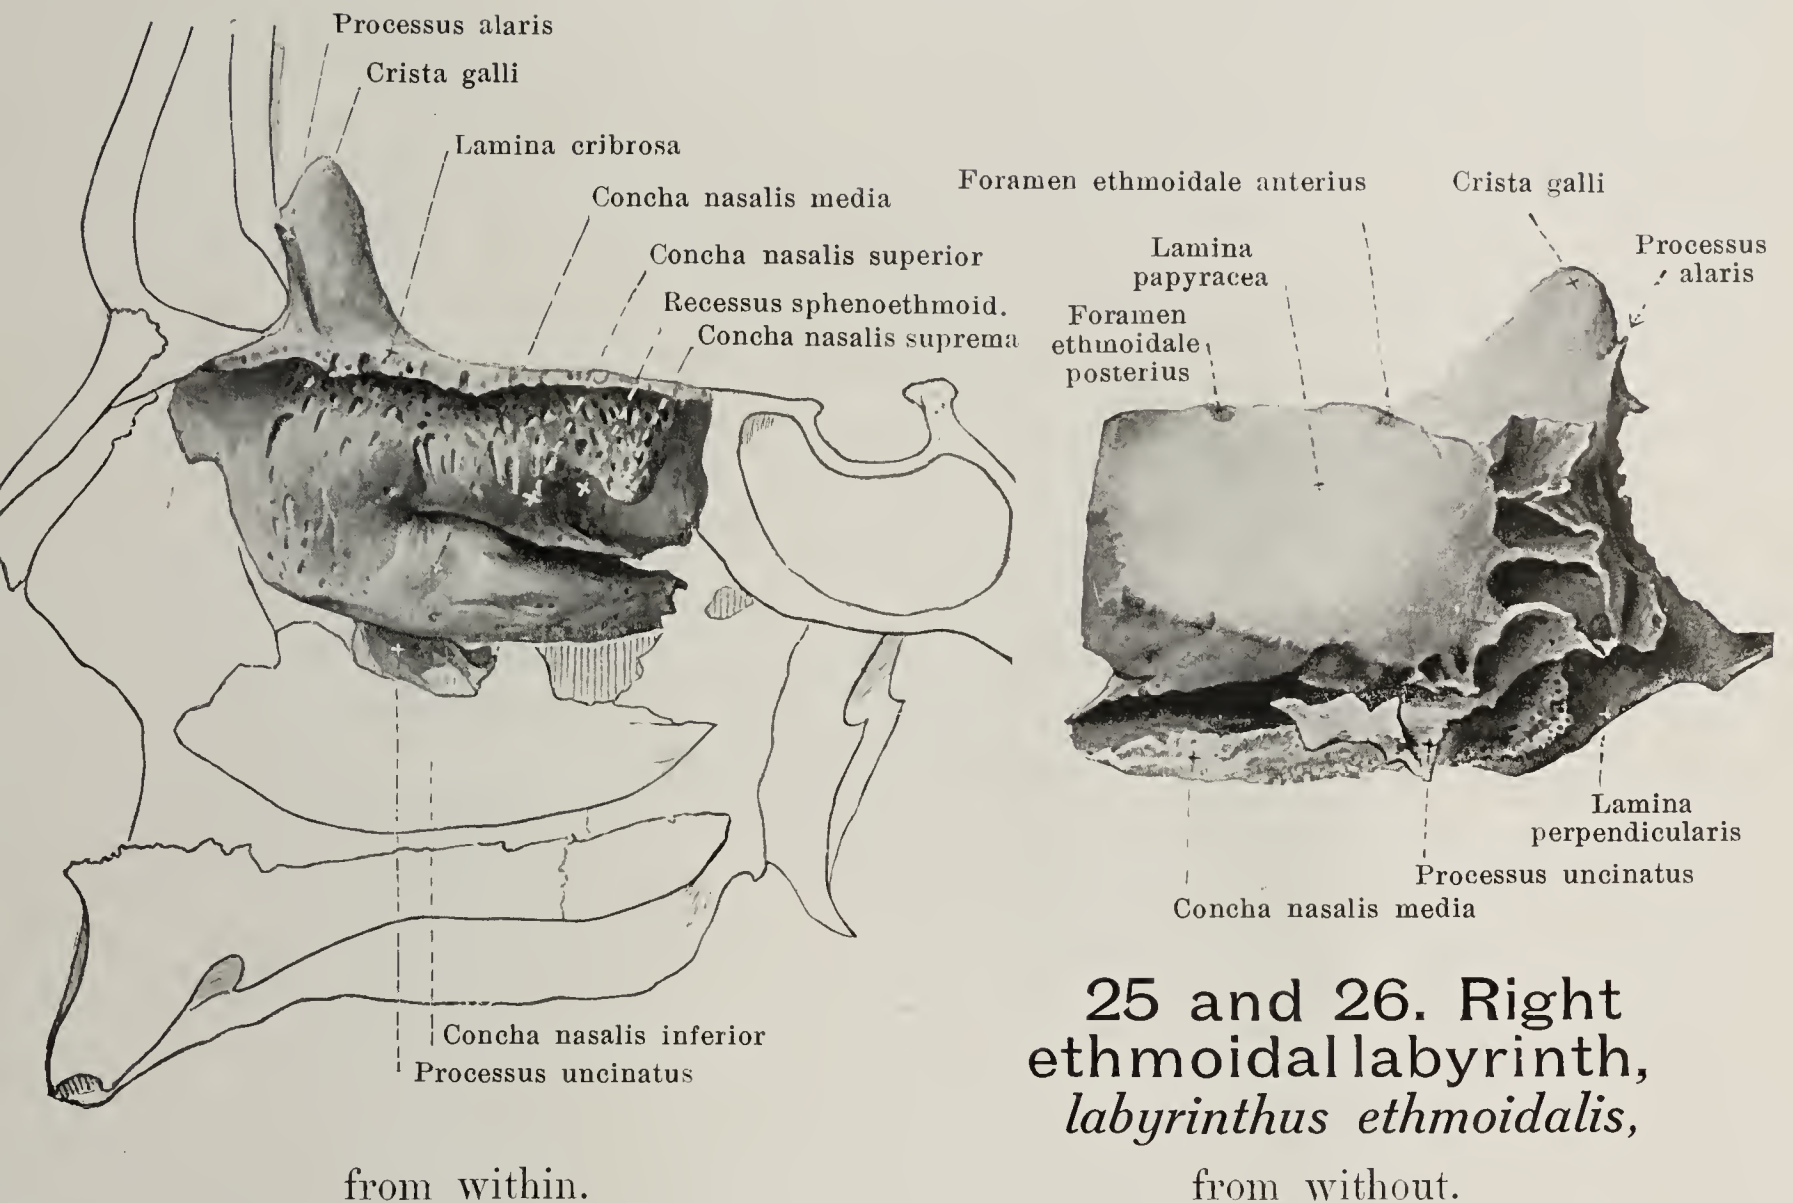 Processus alaris
Crista galli
Lamina cribrosa
Concha nasalis media
Concha nasalis superior
Recessus sphenoethmoid.
Concha nasalis suprema
Concha nasalis inferior
Processus uncinatus
from within.
Foramen ethmoidale anterius
Crista galli
Processus
alaris
Lamina
papyracea
Foramen
ethmoidale
posterius
Lamina
perpendicularis
Processus uncinatus
Concha nasalis media
25 and 26. Right
ethmoidal labyrinth,
labyrinthus ethmoidalis,
from without.